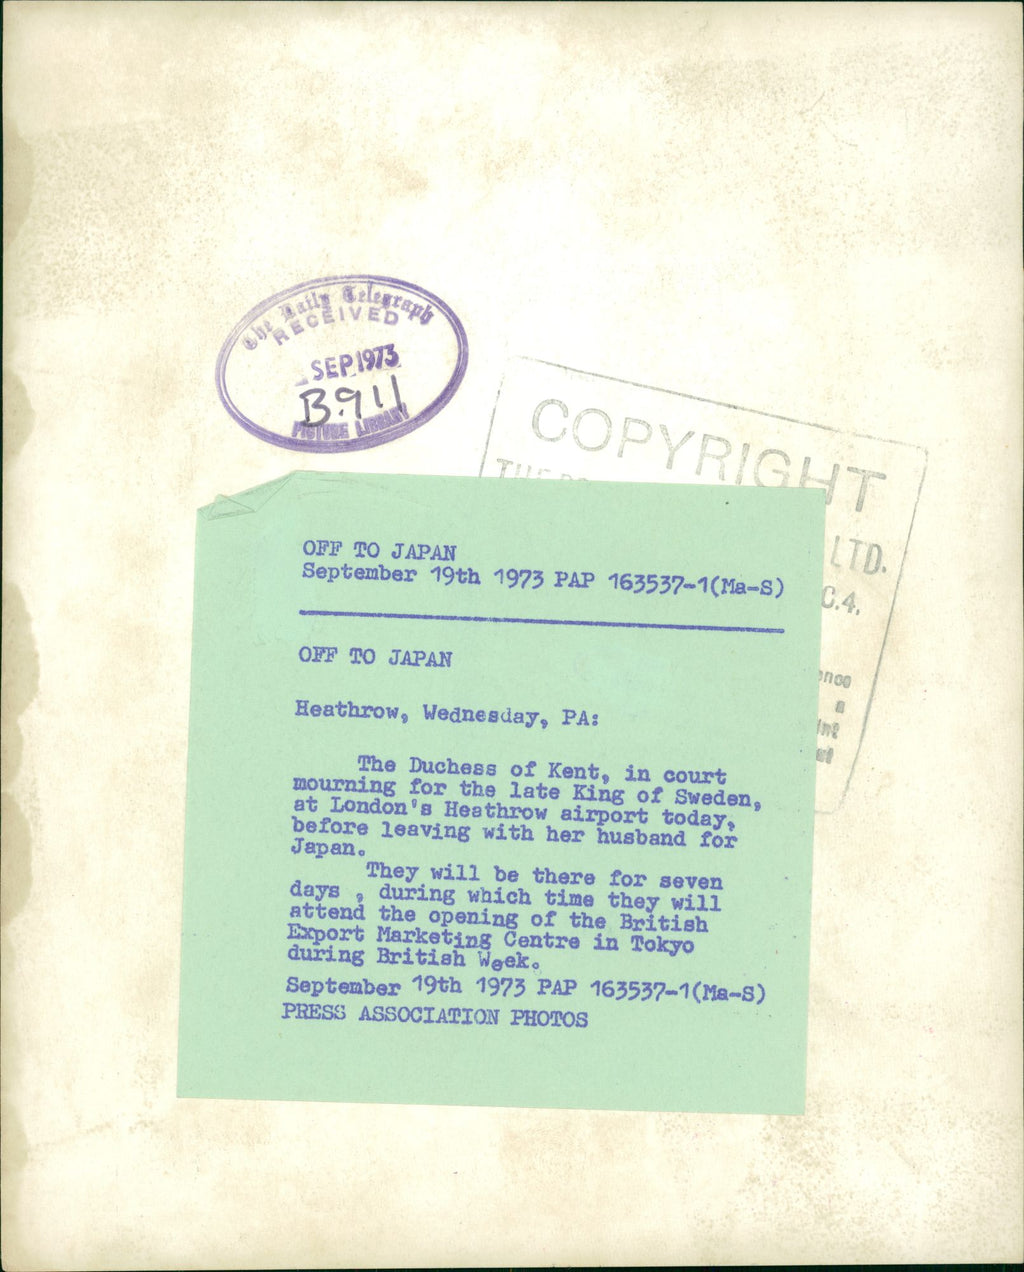 The Daily Telegraph
RECEIVED
SEP 1973
B.911
PICTURE LIBRARY
COPYRIGHT
LTD.
C.4.
OFF TO JAPAN
September 19th 1973 PAP 163537-1(Ma-S)
OFF TO JAPAN
Heathrow, Wednesday, PA:
The Duchess of Kent, in court
mourning for the late King of Sweden,
at London's Heathrow airport today,
before leaving with her husband for
Japan.
They will be there for seven
days , during which time they will
attend the opening of the British
Export Marketing Centre in Tokyo
during British Week.
September 19th 1973 PAP 163537-1(Ma-S)
PRESS ASSOCIATION PHOTOS